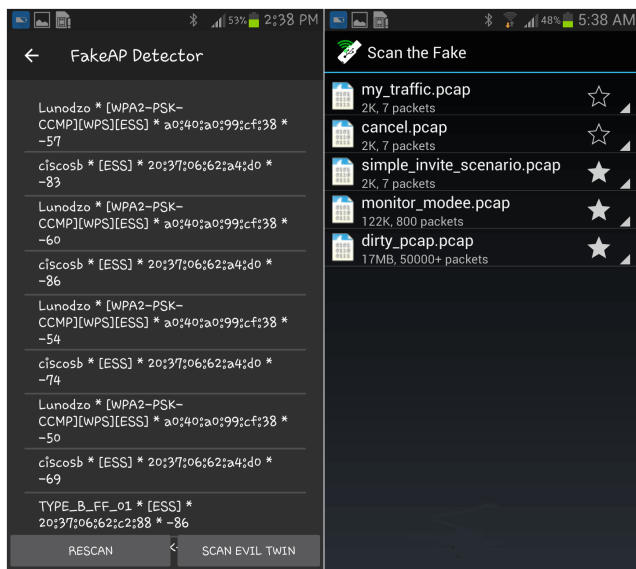 53% 2:38 PM
FakeAP Detector
Lunodzo * [WPA2-PSK-
CCMP][WPS][ESS] * a0:40:a0:99:cf:38 *
-57
ciscosb * [ESS] * 20:37:06:62:a4:d0 *
-83
Lunodzo * [WPA2-PSK-
CCMP][WPS][ESS] * a0:40:a0:99:cf:38 *
-60
ciscosb * [ESS] * 20:37:06:62:a4:d0 *
-86
Lunodzo * [WPA2-PSK-
CCMP][WPS][ESS] * a0:40:a0:99:cf:38 *
-54
ciscosb * [ESS] * 20:37:06:62:a4:d0 *
-74
Lunodzo * [WPA2-PSK-
CCMP][WPS][ESS] * a0:40:a0:99:cf:38 *
-50
ciscosb * [ESS] * 20:37:06:62:a4:d0 *
-69
TYPE_B_FF_01 * [ESS] *
20:37:06:62:c2:88 * -86
RESCAN
SCAN EVIL TWIN
48% 5:38 AM
Scan the Fake
my_traffic.pcap
2K, 7 packets
cancel.pcap
2K, 7 packets
simple_invite_scenario.pcap
2K, 7 packets
monitor_modee.pcap
122K, 800 packets
dirty_pcap.pcap
17MB, 50000+ packets